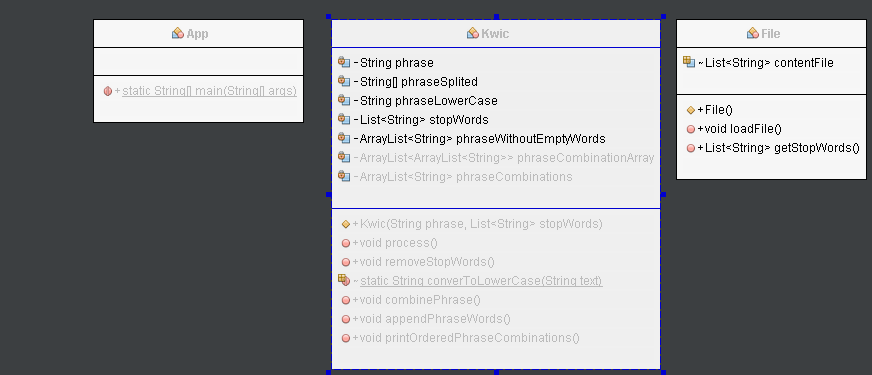 App
+static String[] main(String[] args)
Kwic
-String phrase
-String[] phraseSplited
-String phraseLowerCase
-List<String> stopWords
-ArrayList<String> phraseWithoutEmptyWords
-ArrayList<ArrayList<String>> phraseCombinationArray
-ArrayList<String> phraseCombinations
+Kwic(String phrase, List<String> stopWords)
+void process()
+void removeStopWords()
~static String converToLowerCase(String text)
+void combinePhrase()
+void appendPhraseWords()
+void printOrderedPhraseCombinations()
File
~List<String> contentFile
+File()
+void loadFile()
+List<String> getStopWords()